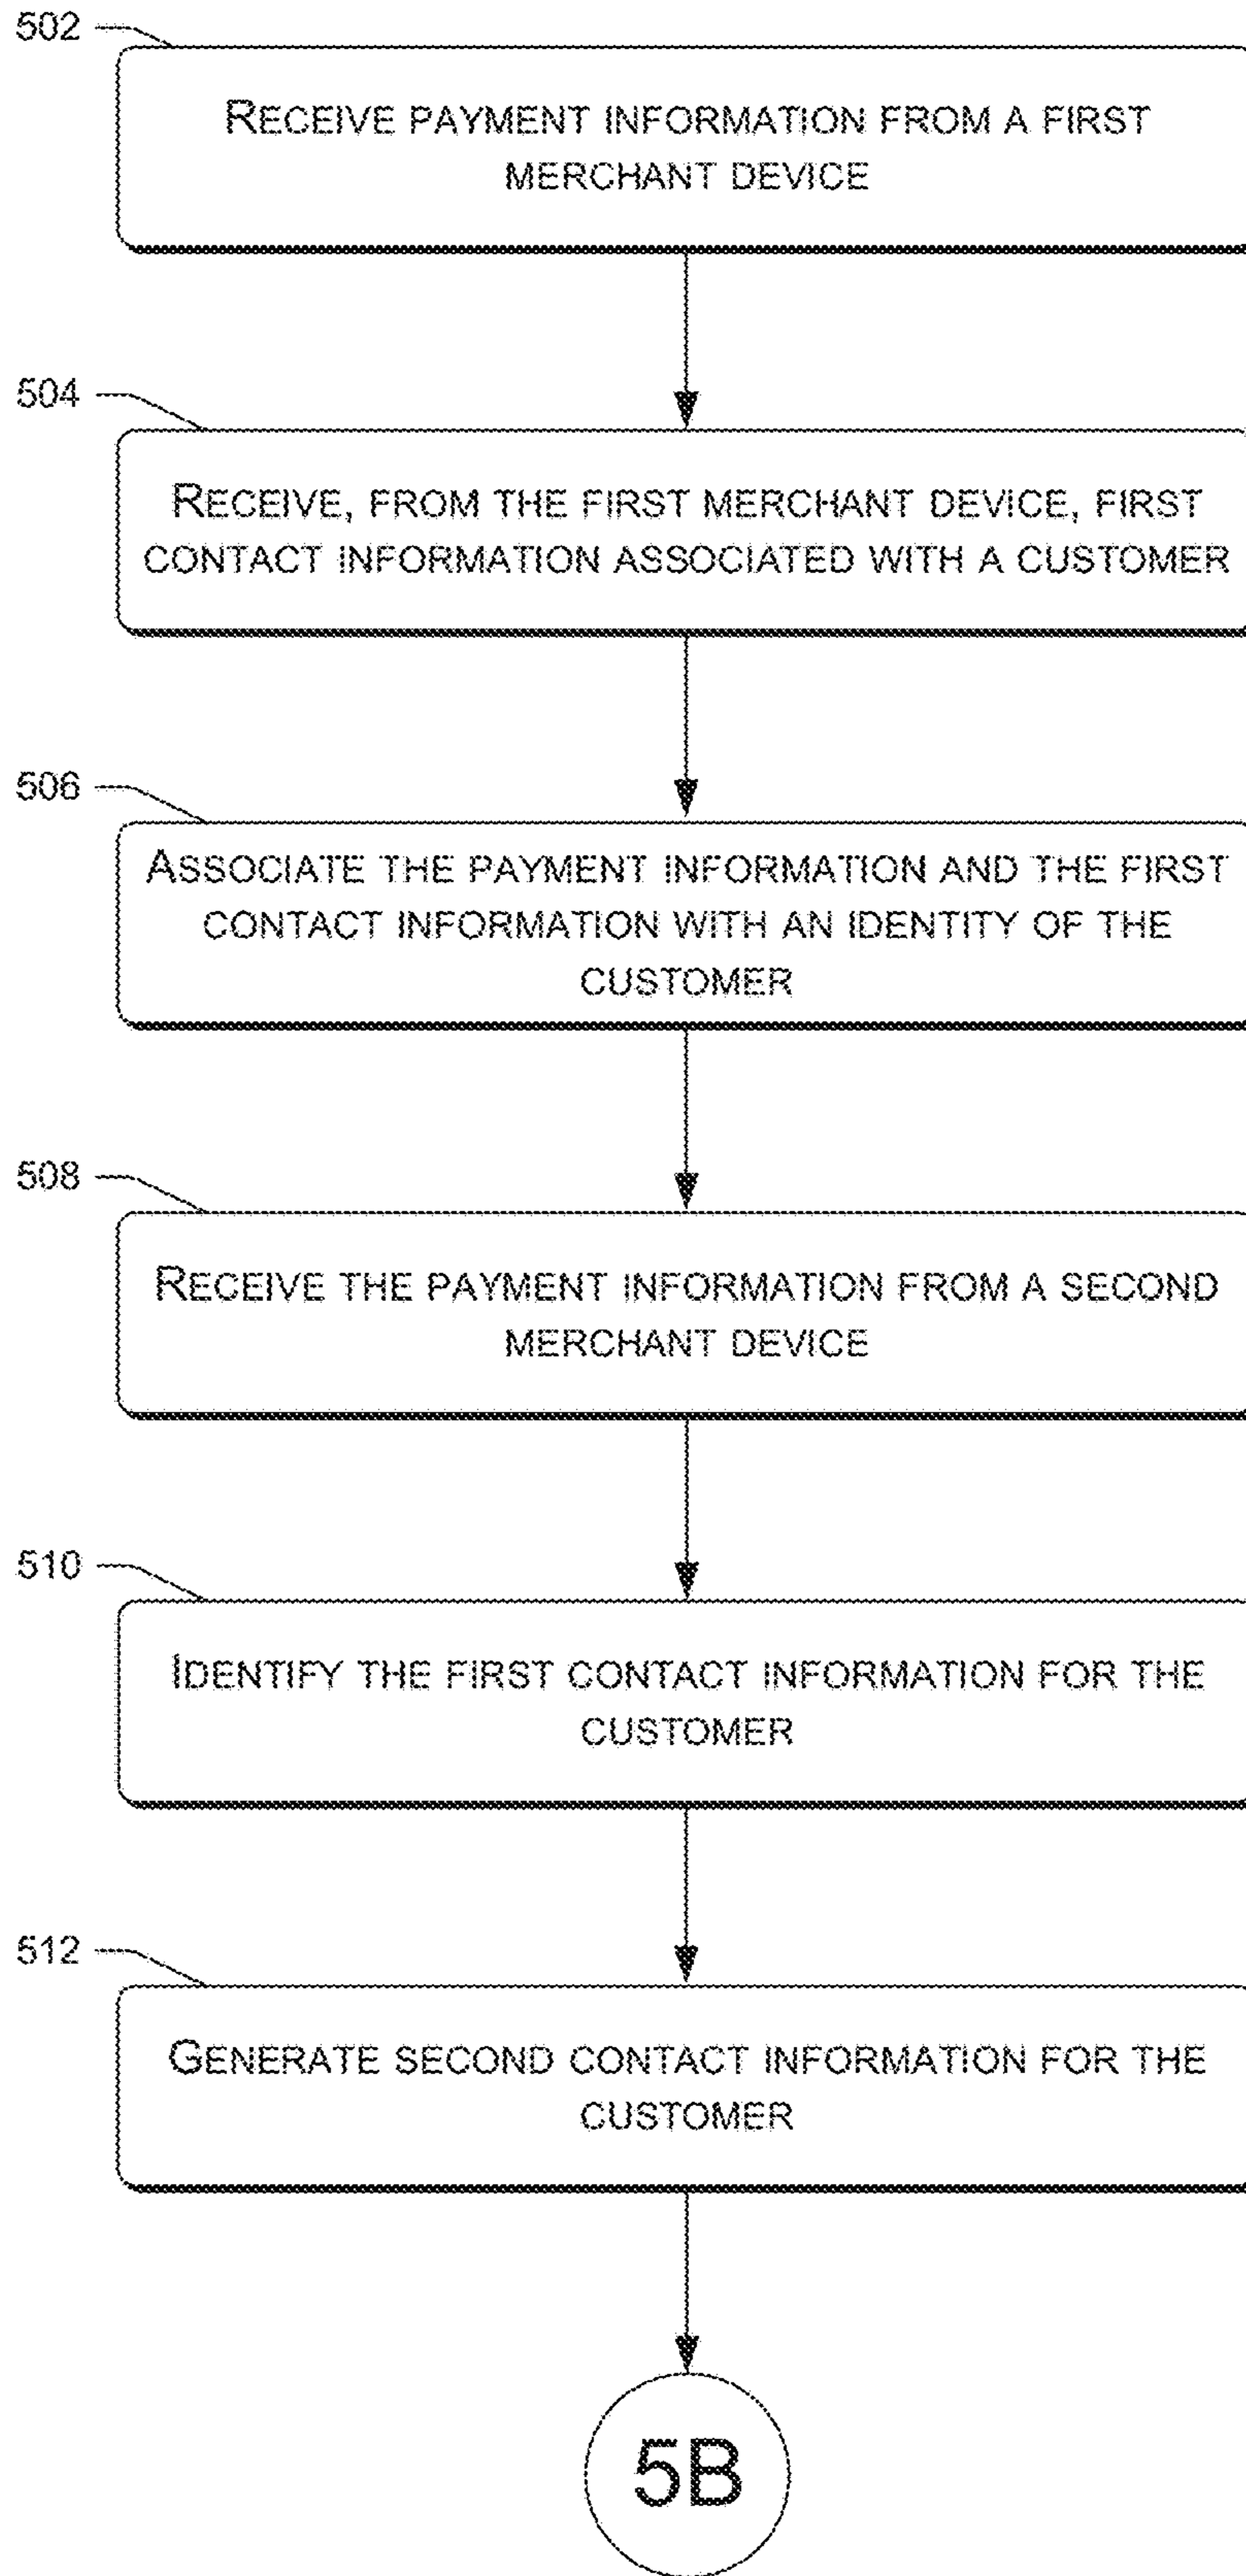 502
RECEIVE PAYMENT INFORMATION FROM A FIRST
MERCHANT DEVICE
504
RECEIVE, FROM THE FIRST MERCHANT DEVICE, FIRST
CONTACT INFORMATION ASSOCIATED WITH A CUSTOMER
506
ASSOCIATE THE PAYMENT INFORMATION AND THE FIRST
CONTACT INFORMATION WITH AN IDENTITY OF THE
CUSTOMER
508
RECEIVE THE PAYMENT INFORMATION FROM A SECOND
MERCHANT DEVICE
510
IDENTIFY THE FIRST CONTACT INFORMATION FOR THE
CUSTOMER
512
GENERATE SECOND CONTACT INFORMATION FOR THE
CUSTOMER
5B